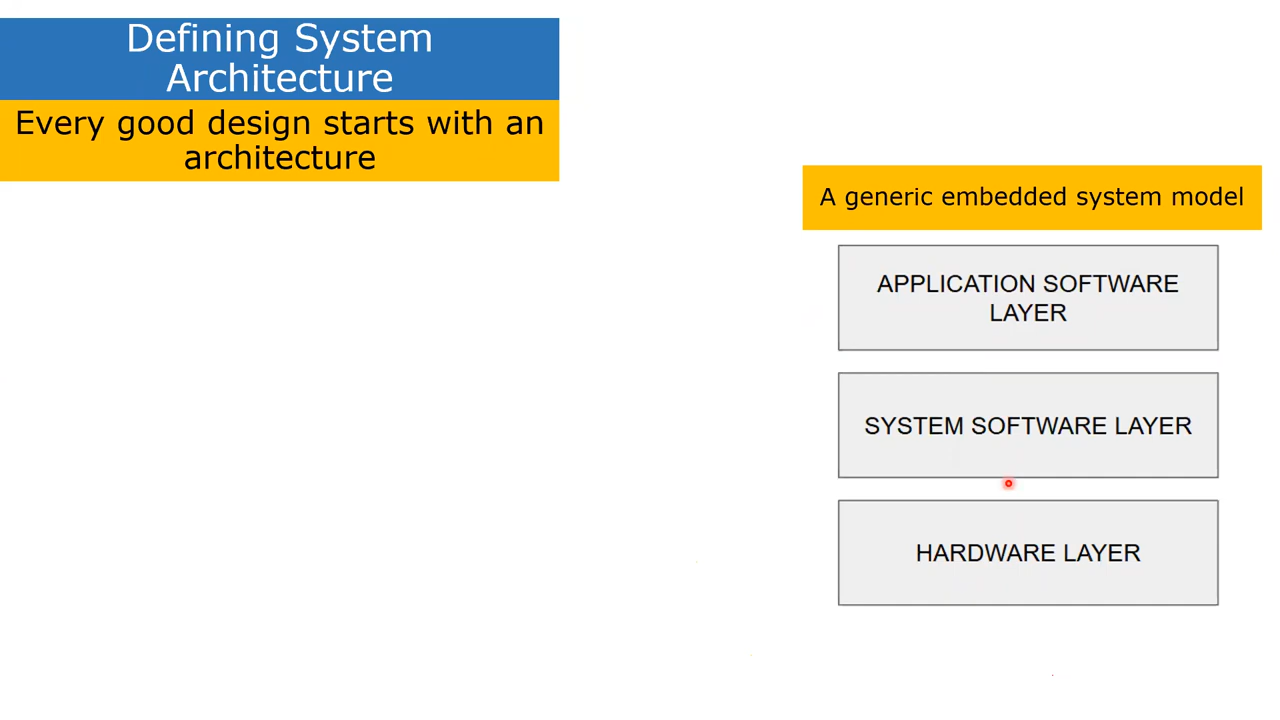 Defining System
Architecture
Every good design starts with an
architecture
A generic embedded system model
APPLICATION SOFTWARE
LAYER
SYSTEM SOFTWARE LAYER
HARDWARE LAYER